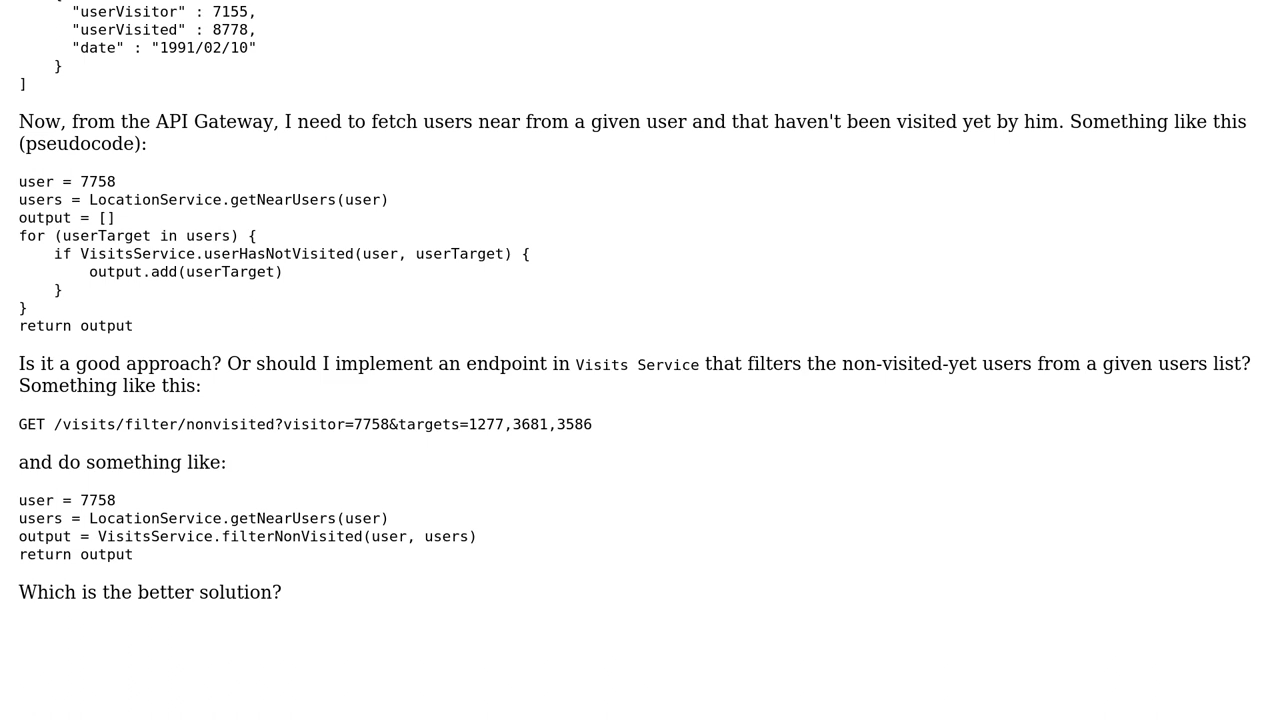 "userVisitor" : 7155,
"userVisited" : 8778,
"date" : "1991/02/10"
}
]
Now, from the API Gateway, I need to fetch users near from a given user and that haven't been visited yet by him. Something like this
(pseudocode):
user = 7758
users = LocationService.getNearUsers(user)
output = []
for (userTarget in users) {
if VisitsService.userHasNotVisited(user, userTarget) {
output.add(userTarget)
}
}
return output
Is it a good approach? Or should I implement an endpoint in Visits Service that filters the non-visited-yet users from a given users list?
Something like this:
GET /visits/filter/nonvisited?visitor=7758&targets=1277,3681,3586
and do something like:
user = 7758
users = LocationService.getNearUsers(user)
output = VisitsService.filterNonVisited(user, users)
return output
Which is the better solution?